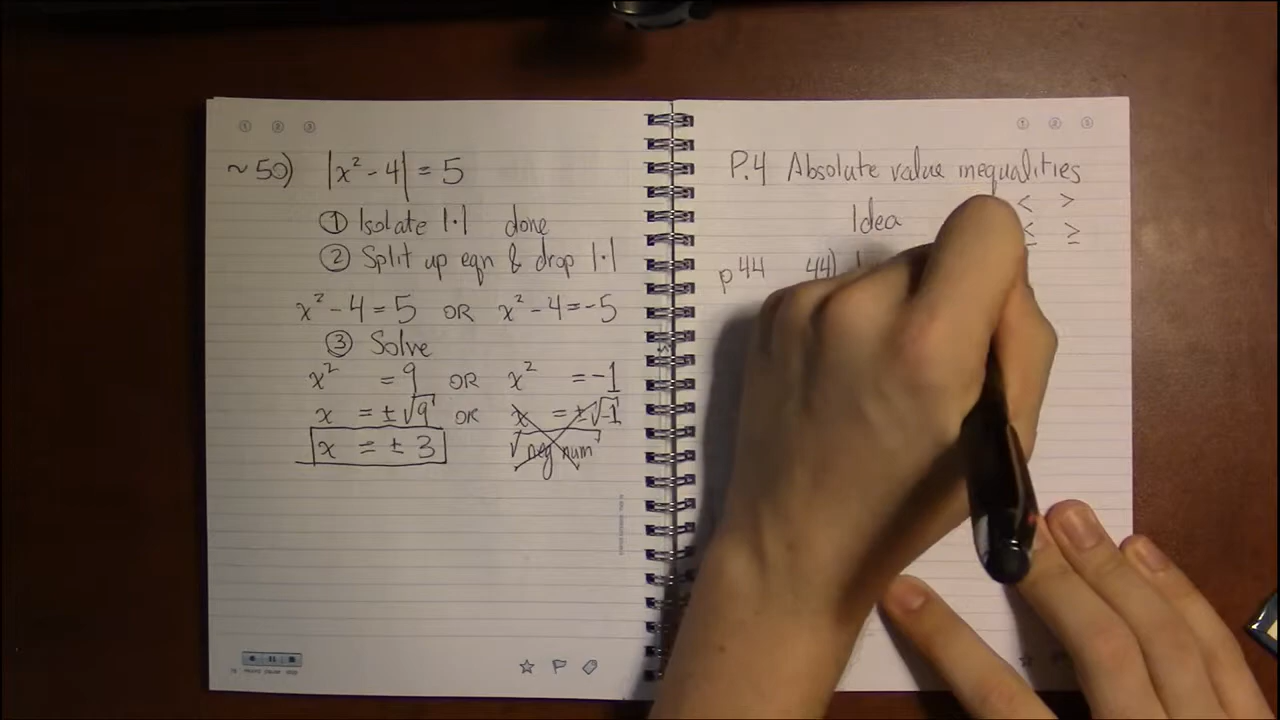 ~50) |x² - 4| = 5
① Isolate |·| done
② Split up eqn & drop |·|
x² - 4 = 5 OR x² - 4 = -5
③ Solve
x² = 9 OR x² = -1
x = ±√9 OR x = ±√-1
x = ± 3 √neg num
P.4 Absolute value inequalities
< >
Idea ≤ ≥
p44 44)